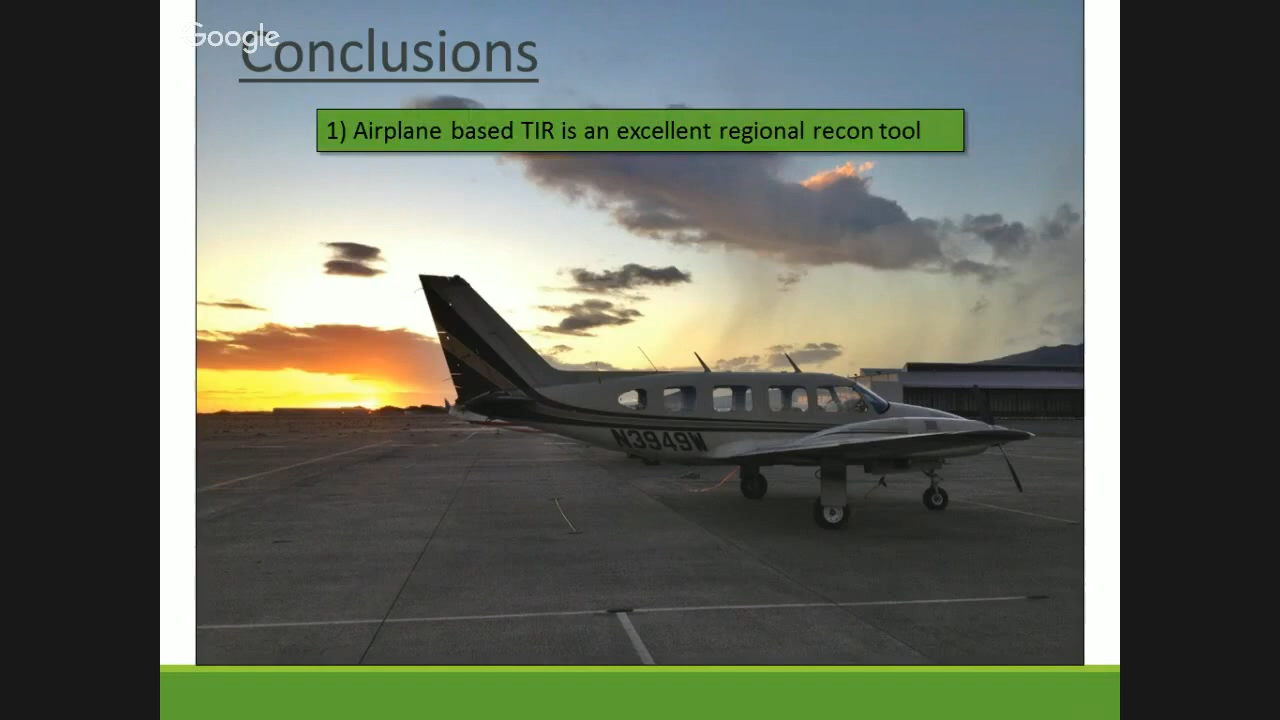 Google
Conclusions
1) Airplane based TIR is an excellent regional recon tool
N3949W